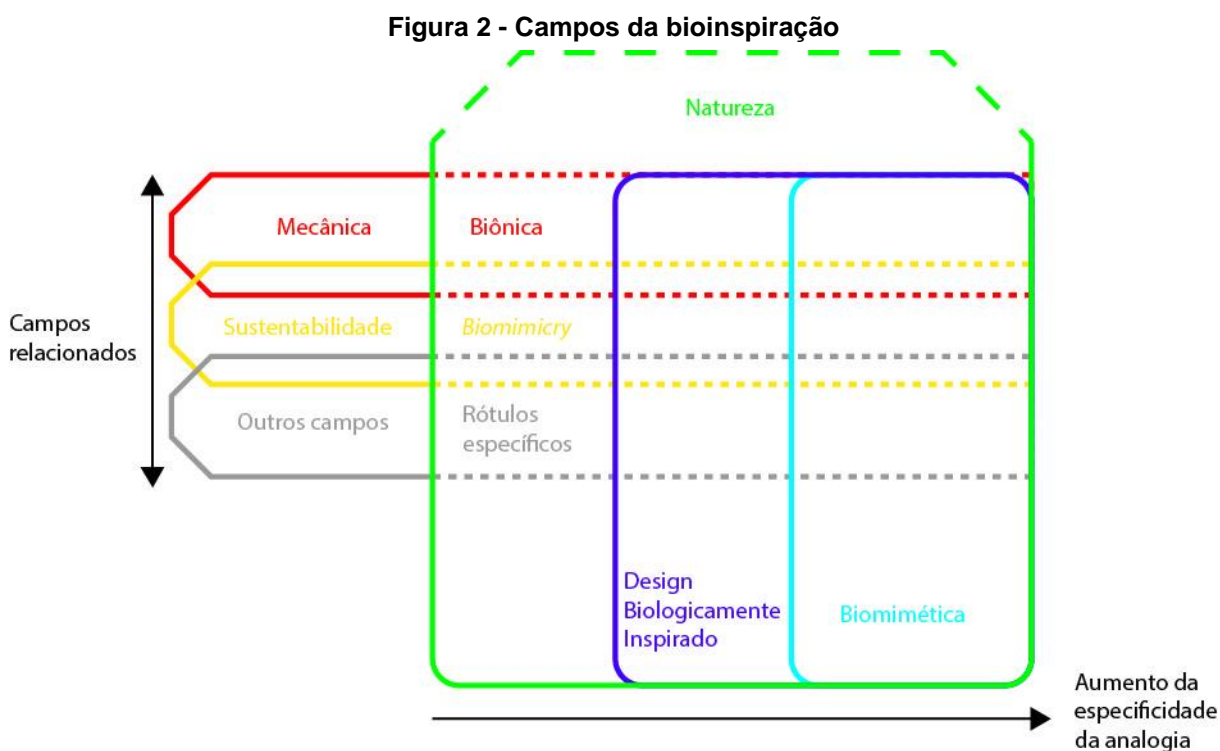 Figura 2 - Campos da bioinspiração
Natureza
Mecânica
Biônica
Campos
relacionados
Sustentabilidade
Biomimicry
Outros campos
Rótulos
específicos
Design
Biologicamente
Inspirado
Biomimética
Aumento da
especificidade
da analogia